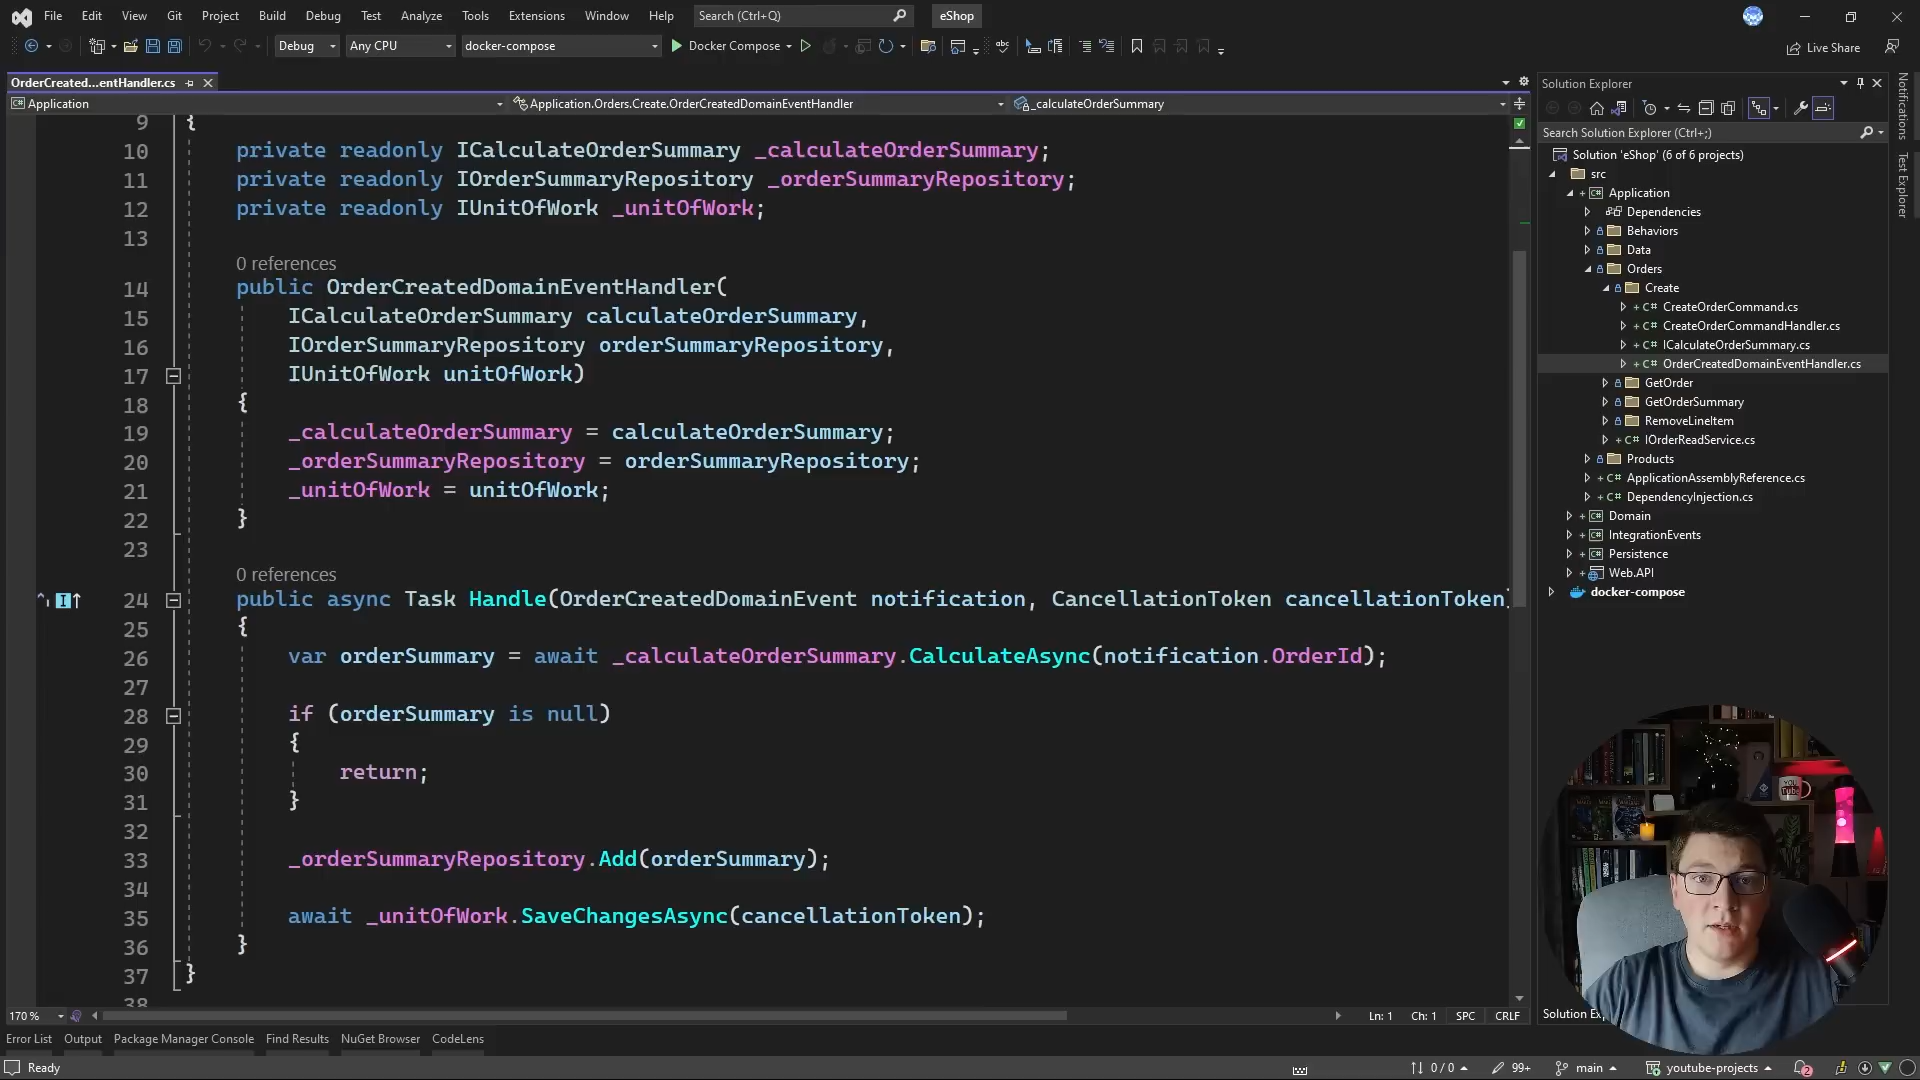 File Edit View Git Project Build Debug Test Analyze Tools Extensions Window Help Search (Ctrl+Q) eShop
Debug Any CPU docker-compose Docker Compose Live Share
OrderCreated...entHandler.cs
Application Application.Orders.Create.OrderCreatedDomainEventHandler _calculateOrderSummary
9 {
10 private readonly ICalculateOrderSummary _calculateOrderSummary;
11 private readonly IOrderSummaryRepository _orderSummaryRepository;
12 private readonly IUnitOfWork _unitOfWork;
13
0 references
14 public OrderCreatedDomainEventHandler(
15 ICalculateOrderSummary calculateOrderSummary,
16 IOrderSummaryRepository orderSummaryRepository,
17 IUnitOfWork unitOfWork)
18 {
19 _calculateOrderSummary = calculateOrderSummary;
20 _orderSummaryRepository = orderSummaryRepository;
21 _unitOfWork = unitOfWork;
22 }
23
0 references
24 public async Task Handle(OrderCreatedDomainEvent notification, CancellationToken cancellationToken)
25 {
26 var orderSummary = await _calculateOrderSummary.CalculateAsync(notification.OrderId);
27
28 if (orderSummary is null)
29 {
30 return;
31 }
32
33 _orderSummaryRepository.Add(orderSummary);
34
35 await _unitOfWork.SaveChangesAsync(cancellationToken);
36 }
37 }
38
170 % Ln: 1 Ch: 1 SPC CRLF
Error List Output Package Manager Console Find Results NuGet Browser CodeLens
Ready 0 / 0 99+ main youtube-projects 2
Solution Explorer
Search Solution Explorer (Ctrl+;)
Solution 'eShop' (6 of 6 projects)
src
Application
Dependencies
Behaviors
Data
Orders
Create
CreateOrderCommand.cs
CreateOrderCommandHandler.cs
ICalculateOrderSummary.cs
OrderCreatedDomainEventHandler.cs
GetOrder
GetOrderSummary
RemoveLineItem
IOrderReadService.cs
Products
ApplicationAssemblyReference.cs
DependencyInjection.cs
Domain
IntegrationEvents
Persistence
Web.API
docker-compose
Solution Ex
Notifications
Test Explorer
YOU
Tube